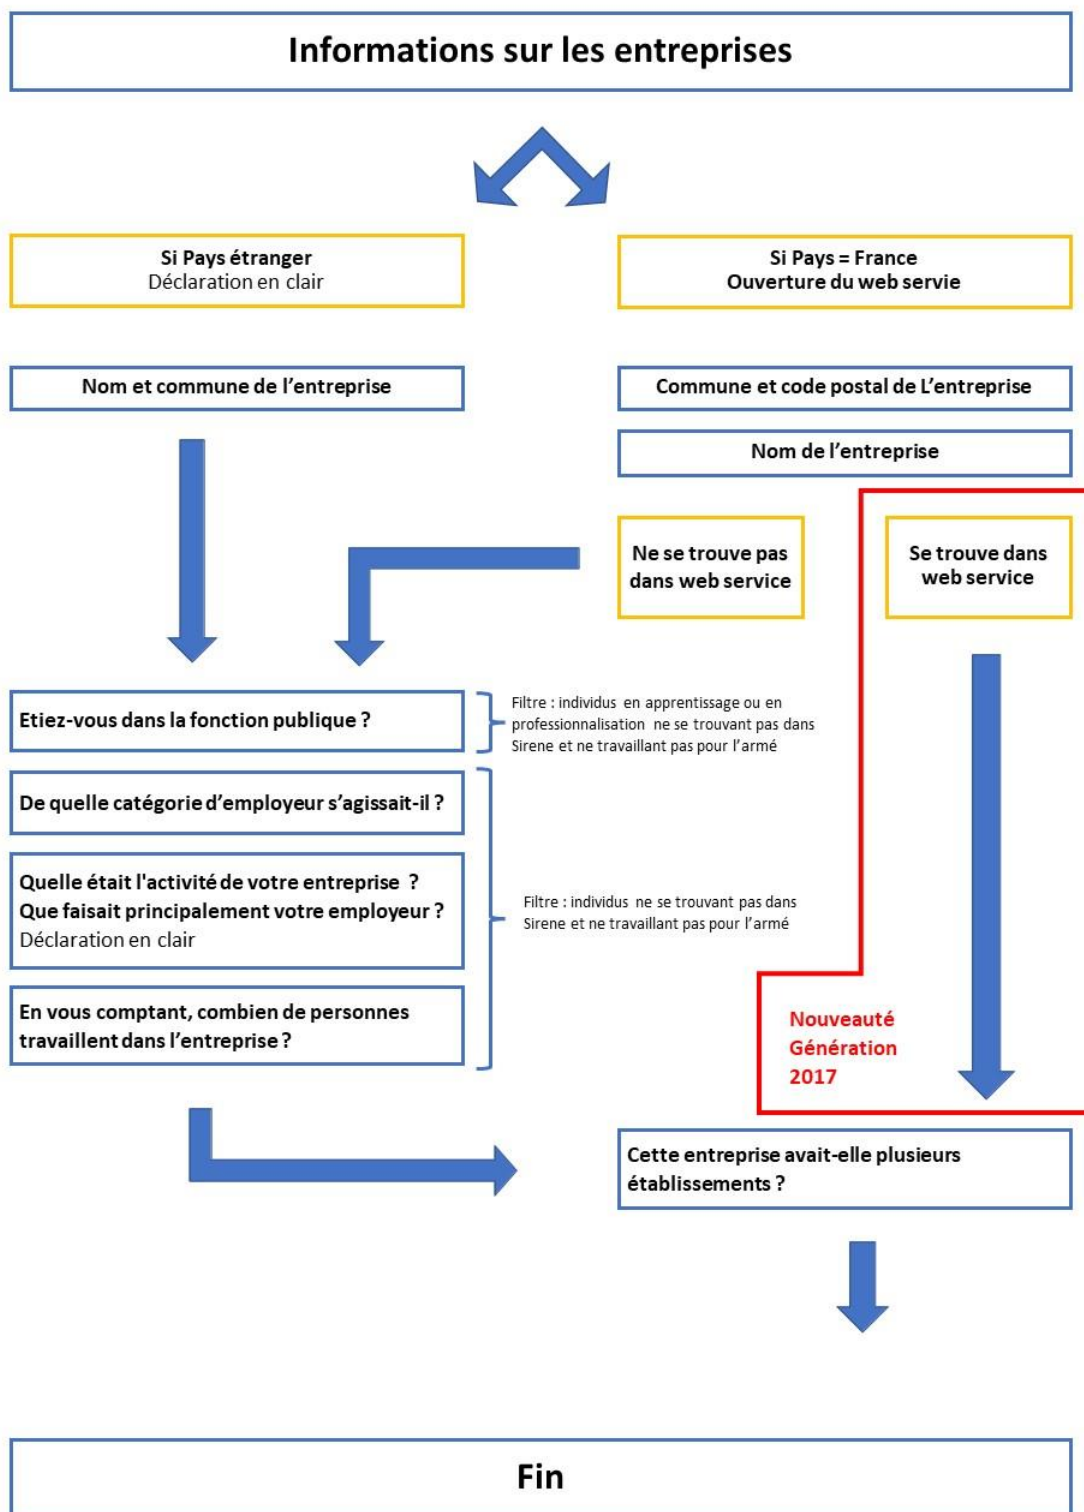 Informations sur les entreprises
Si Pays étranger
Déclaration en clair
Si Pays = France
Ouverture du web servie
Nom et commune de l’entreprise
Commune et code postal de L’entreprise
Nom de l’entreprise
Ne se trouve pas
dans web service
Se trouve dans
web service
Etiez-vous dans la fonction publique ?
Filtre : individus en apprentissage ou en
professionnalisation ne se trouvant pas dans
Sirene et ne travaillant pas pour l’armé
De quelle catégorie d’employeur s’agissait-il ?
Quelle était l'activité de votre entreprise ?
Que faisait principalement votre employeur ?
Déclaration en clair
Filtre : individus ne se trouvant pas dans
Sirene et ne travaillant pas pour l’armé
En vous comptant, combien de personnes
travaillent dans l’entreprise ?
Nouveauté
Génération
2017
Cette entreprise avait-elle plusieurs
établissements ?
Fin